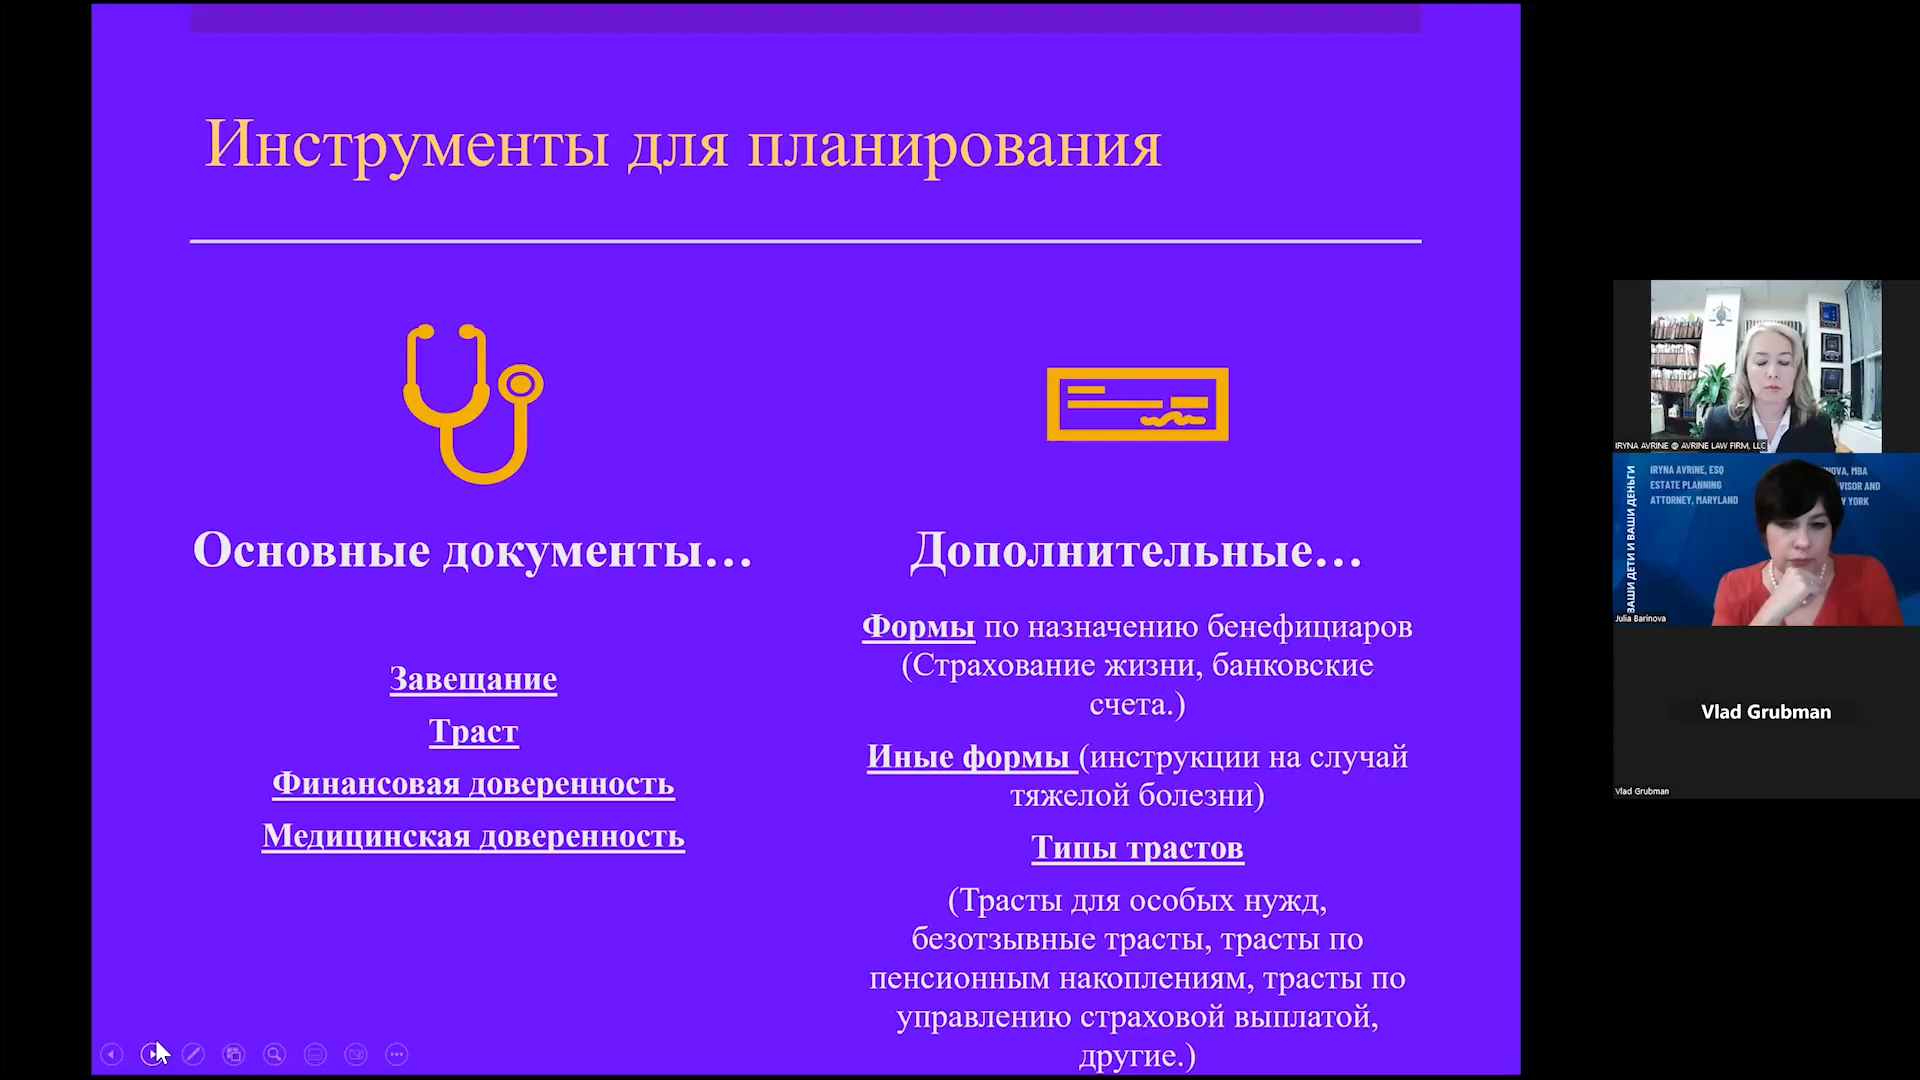 Инструменты для планирования
Основные документы…
Завещание
Траст
Финансовая доверенность
Медицинская доверенность
Дополнительные…
Формы по назначению бенефициаров
(Страхование жизни, банковские
счета.)
Иные формы (инструкции на случай
тяжелой болезни)
Типы трастов
(Трасты для особых нужд,
безотзывные трасты, трасты по
пенсионным накоплениям, трасты по
управлению страховой выплатой,
другие.)
IRYNA AVRINE @ AVRINE LAW FIRM, LLC
ВАШИ ДЕТИ И ВАШИ ДЕНЬГИ
IRYNA AVRINE, ESQ
ESTATE PLANNING
ATTORNEY, MARYLAND
MBA
AND
YORK
Julia Barinova
Vlad Grubman
Vlad Grubman